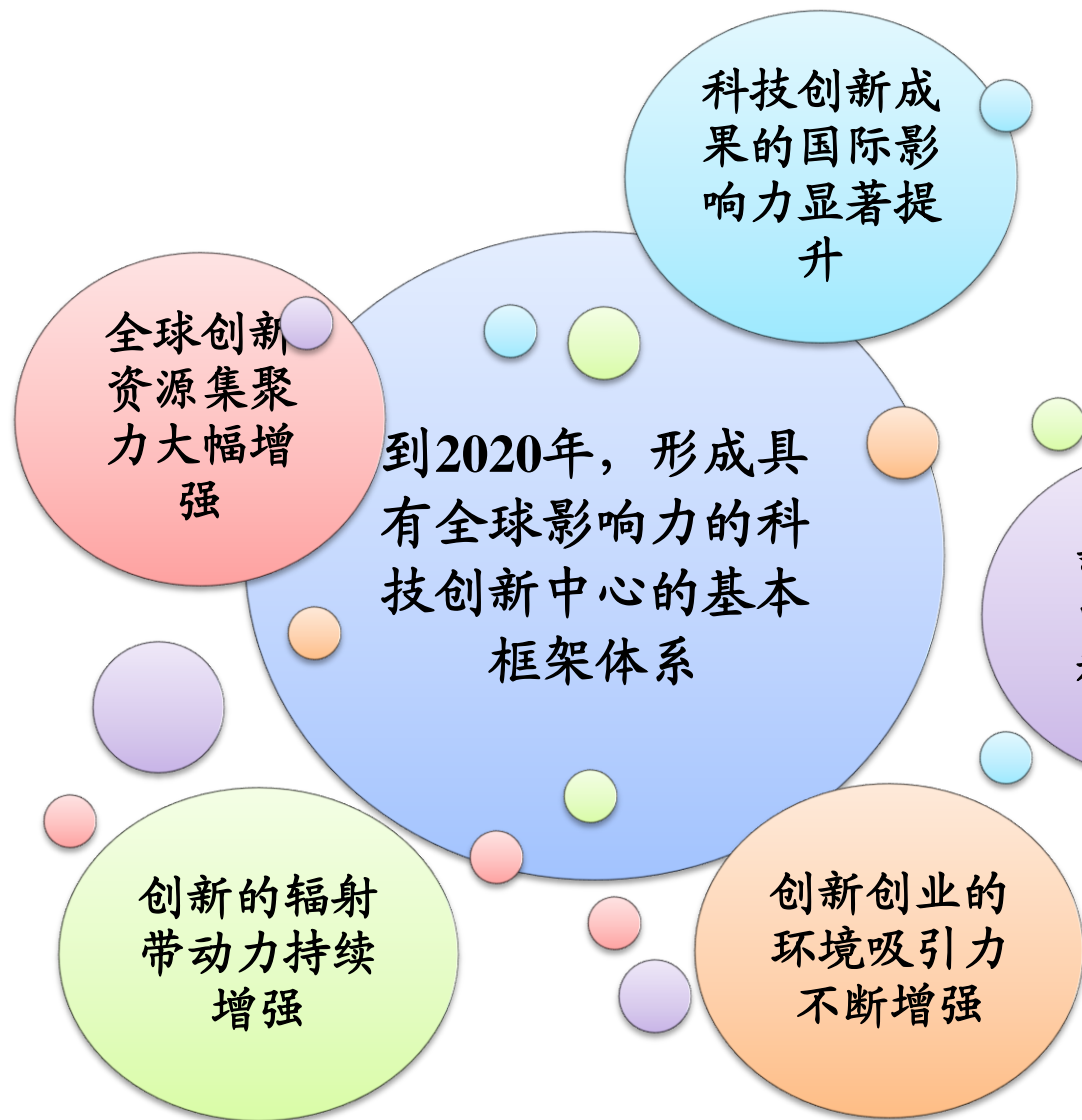 科技创新成
果的国际影
响力显著提
升
全球创新
资源集聚
力大幅增
强
到2020年，形成具
有全球影响力的科
技创新中心的基本
框架体系
创新的辐射
带动力持续
增强
创新创业的
环境吸引力
不断增强